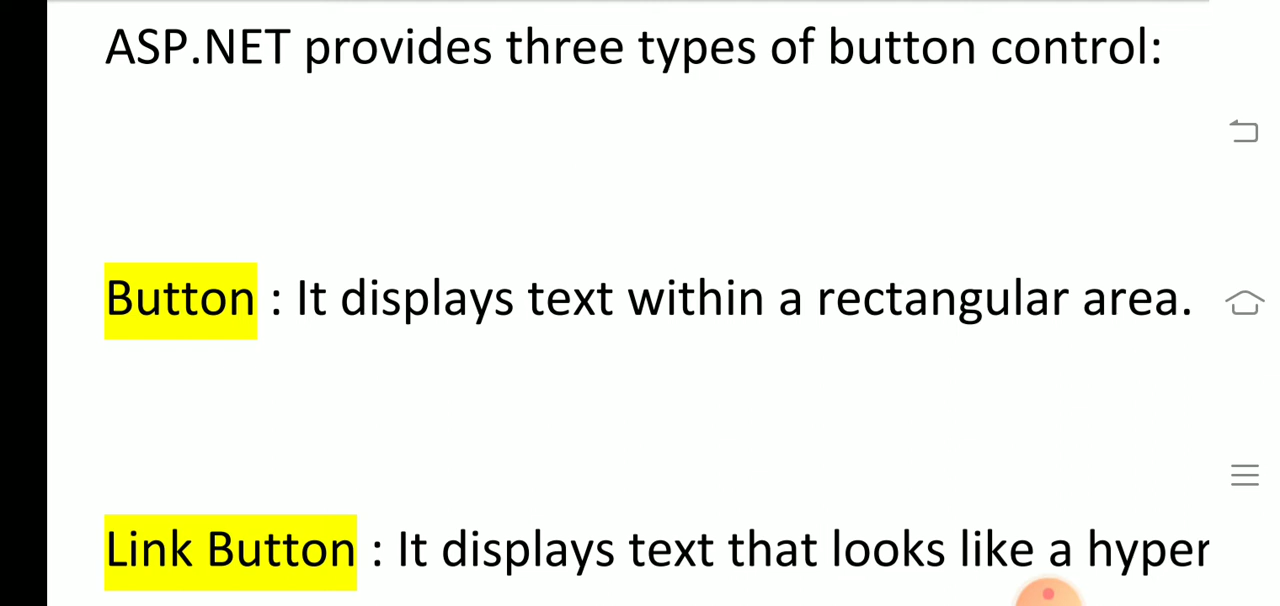 ASP.NET provides three types of button control:
Button : It displays text within a rectangular area.
Link Button : It displays text that looks like a hyper